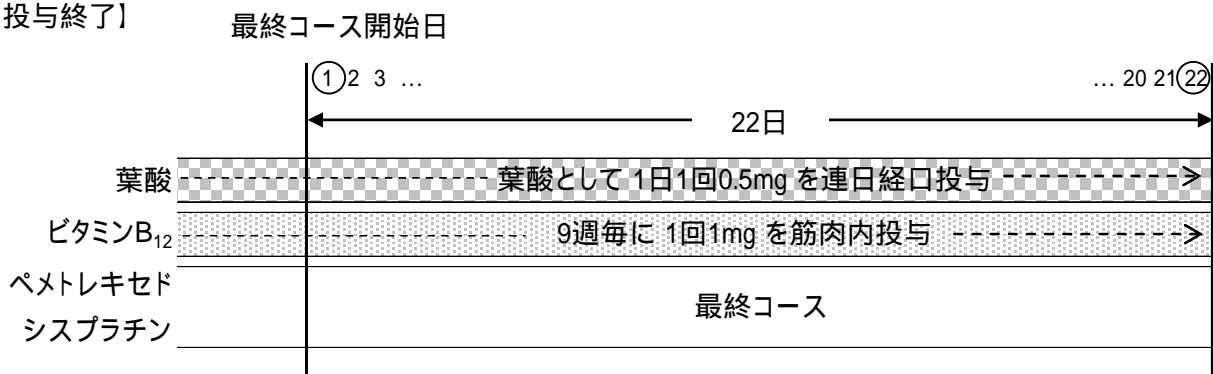 投与終了】
最終コース開始日
①2 3 … … 20 21㉒
22日
葉酸 葉酸として 1日1回0.5mg を連日経口投与
ビタミンB₁₂ 9週毎に 1回1mg を筋肉内投与
ペメトレキセド
シスプラチン
最終コース